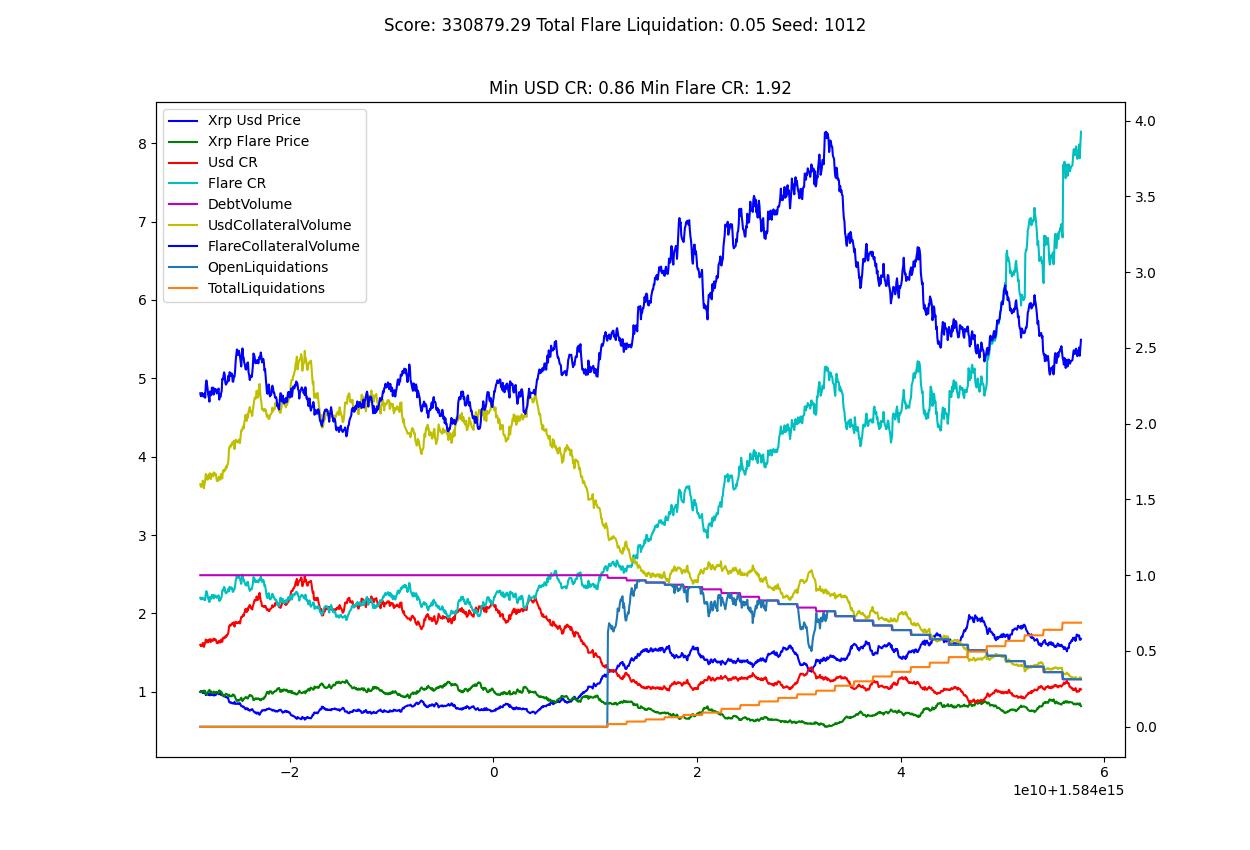 Score: 330879.29 Total Flare Liquidation: 0.05 Seed: 1012
Min USD CR: 0.86 Min Flare CR: 1.92
Xrp Usd Price
Xrp Flare Price
Usd CR
Flare CR
DebtVolume
UsdCollateralVolume
FlareCollateralVolume
OpenLiquidations
TotalLiquidations
8
7
6
5
4
3
2
1
4.0
3.5
3.0
2.5
2.0
1.5
1.0
0.5
0.0
−2
0
2
4
6
1e10+1.584e15